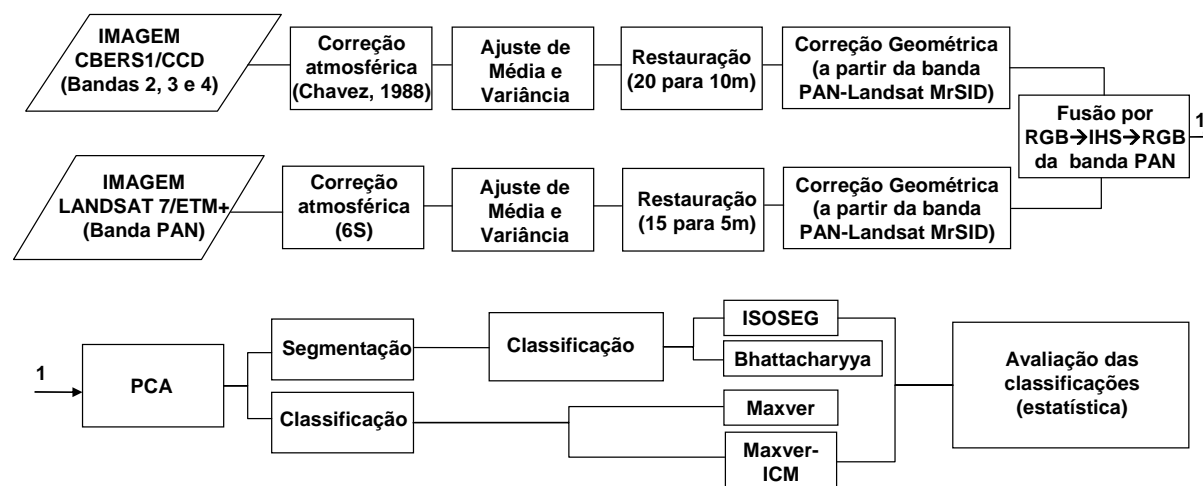 IMAGEM
CBERS1/CCD
(Bandas 2, 3 e 4)
Correção
atmosférica
(Chavez, 1988)
Ajuste de
Média e
Variância
Restauração
(20 para 10m)
Correção Geométrica
(a partir da banda
PAN-Landsat MrSID)
Fusão por
RGB→IHS→RGB
da banda PAN
1
IMAGEM
LANDSAT 7/ETM+
(Banda PAN)
Correção
atmosférica
(6S)
Ajuste de
Média e
Variância
Restauração
(15 para 5m)
Correção Geométrica
(a partir da banda
PAN-Landsat MrSID)
1
PCA
Segmentação
Classificação
ISOSEG
Bhattacharyya
Classificação
Maxver
Maxver-
ICM
Avaliação das
classificações
(estatística)